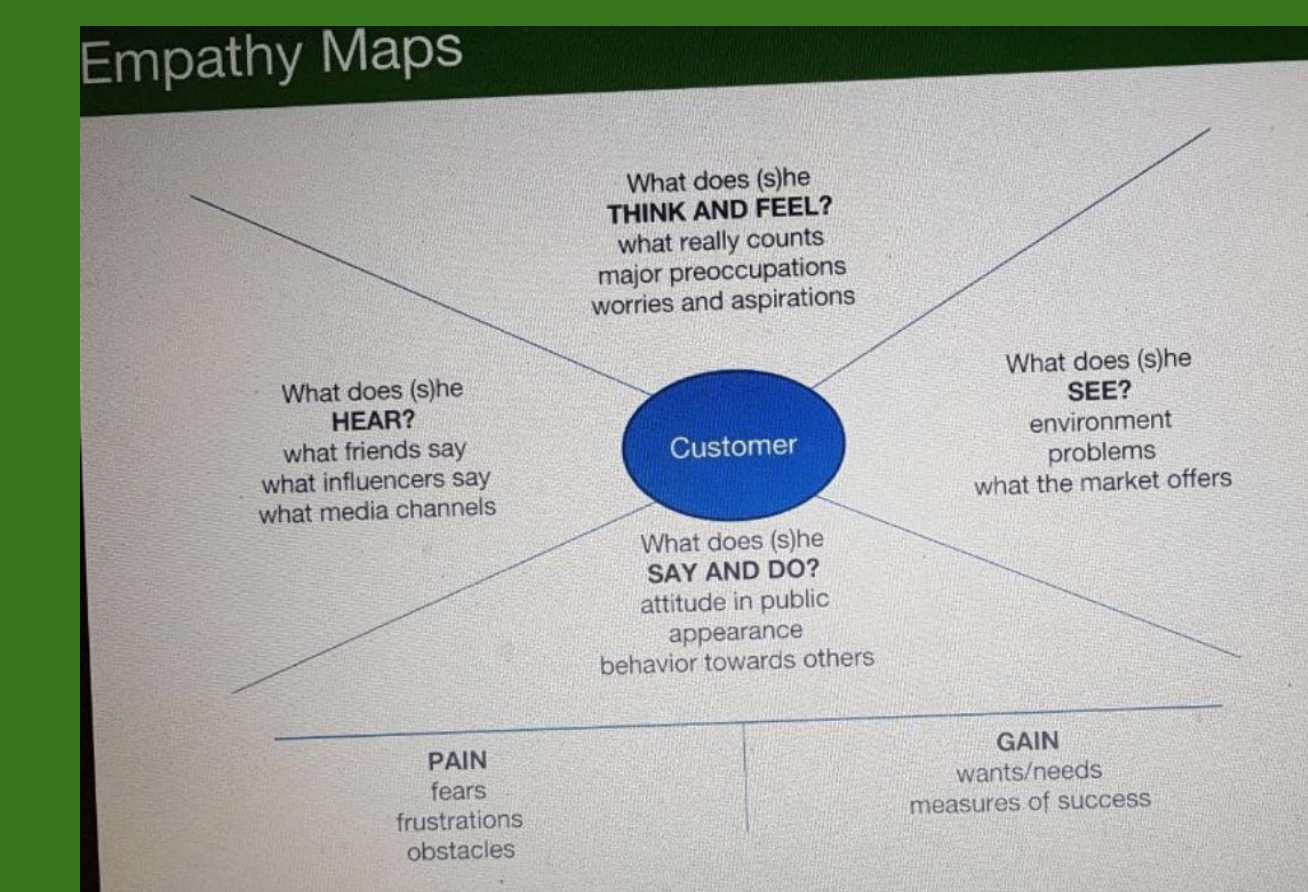 Empathy Maps
What does (s)he
THINK AND FEEL?
what really counts
major preoccupations
worries and aspirations
What does (s)he
HEAR?
what friends say
what influencers say
what media channels
Customer
What does (s)he
SEE?
environment
problems
what the market offers
What does (s)he
SAY AND DO?
attitude in public
appearance
behavior towards others
PAIN
fears
frustrations
obstacles
GAIN
wants/needs
measures of success